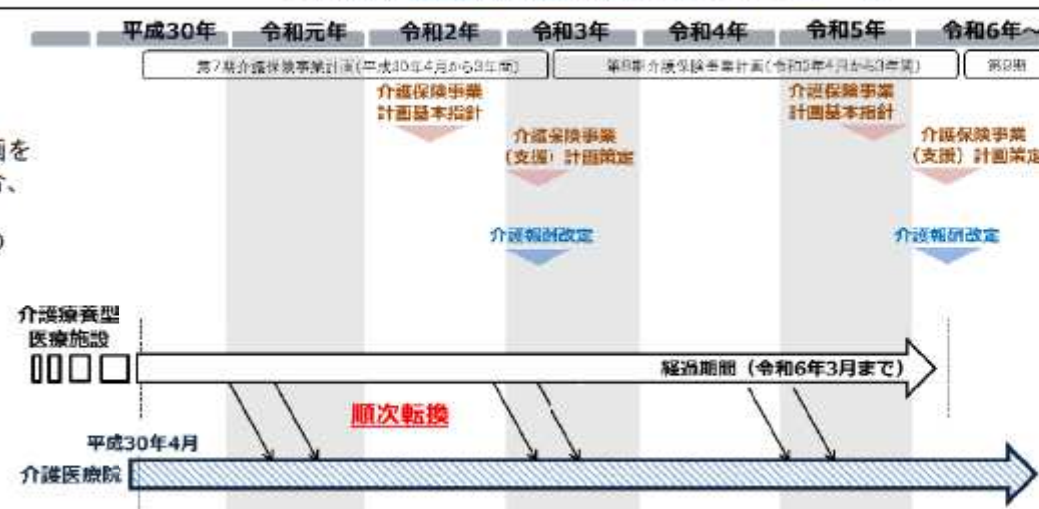 平成30年 令和元年 令和2年 令和3年 令和4年 令和5年 令和6年~
第7期介護保険事業計画(平成30年4月から3年間) 第8期介護保険事業計画(令和3年4月から3年間) 第9期
介護保険事業
計画基本指針
介護保険事業
計画基本指針
介護保険事業
(支援)計画策定
介護保険事業
(支援)計画策定
画を
合、
の
介護報酬改定
介護報酬改定
介護療養型
医療施設
経過期間(令和6年3月まで)
順次転換
平成30年4月
介護医療院